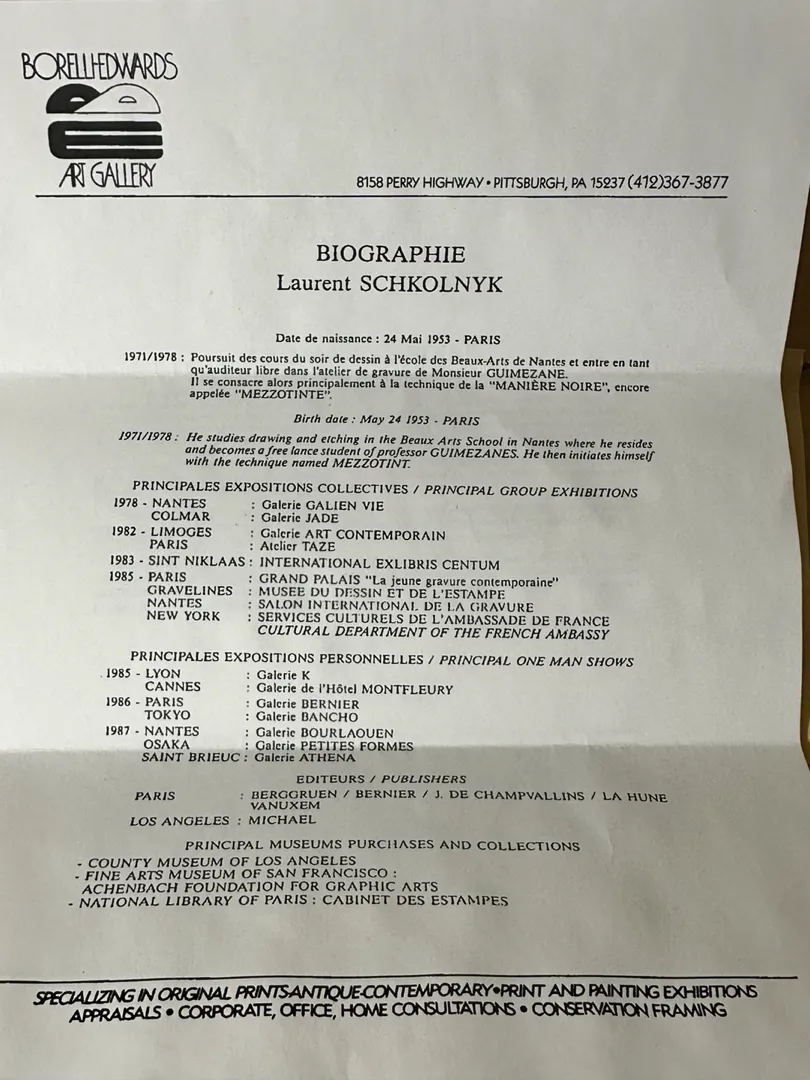 BORELLI-EDWARDS
ART GALLERY
8158 PERRY HIGHWAY • PITTSBURGH, PA 15237 (412)367-3877
BIOGRAPHIE
Laurent SCHKOLNYK
Date de naissance : 24 Mai 1953 - PARIS
1971/1978 : Poursuit des cours du soir de dessin à l'école des Beaux-Arts de Nantes et entre en tant
qu'auditeur libre dans l'atelier de gravure de Monsieur GUIMEZANE.
Il se consacre alors principalement à la technique de la "MANIÈRE NOIRE", encore
appelée "MEZZOTINTE".
Birth date : May 24 1953 - PARIS
1971/1978 : He studies drawing and etching in the Beaux Arts School in Nantes where he resides
and becomes a free lance student of professor GUIMEZANES. He then initiates himself
with the technique named MEZZOTINT.
PRINCIPALES EXPOSITIONS COLLECTIVES / PRINCIPAL GROUP EXHIBITIONS
1978 - NANTES : Galerie GALIEN VIE
COLMAR : Galerie JADE
1982 - LIMOGES : Galerie ART CONTEMPORAIN
PARIS : Atelier TAZE
1983 - SINT NIKLAAS : INTERNATIONAL EXLIBRIS CENTUM
1985 - PARIS : GRAND PALAIS "La jeune gravure contemporaine"
GRAVELINES : MUSEE DU DESSIN ET DE L'ESTAMPE
NANTES : SALON INTERNATIONAL DE LA GRAVURE
NEW YORK : SERVICES CULTURELS DE L'AMBASSADE DE FRANCE
CULTURAL DEPARTMENT OF THE FRENCH AMBASSY
PRINCIPALES EXPOSITIONS PERSONNELLES / PRINCIPAL ONE MAN SHOWS
1985 - LYON : Galerie K
CANNES : Galerie de l'Hôtel MONTFLEURY
1986 - PARIS : Galerie BERNIER
TOKYO : Galerie BANCHO
1987 - NANTES : Galerie BOURLAOUEN
OSAKA : Galerie PETITES FORMES
SAINT BRIEUC : Galerie ATHENA
EDITEURS / PUBLISHERS
PARIS : BERGGRUEN / BERNIER / J. DE CHAMPVALLINS / LA HUNE
VANUXEM
LOS ANGELES : MICHAEL
PRINCIPAL MUSEUMS PURCHASES AND COLLECTIONS
- COUNTY MUSEUM OF LOS ANGELES
- FINE ARTS MUSEUM OF SAN FRANCISCO :
ACHENBACH FOUNDATION FOR GRAPHIC ARTS
- NATIONAL LIBRARY OF PARIS : CABINET DES ESTAMPES
SPECIALIZING IN ORIGINAL PRINTS-ANTIQUE-CONTEMPORARY•PRINT AND PAINTING EXHIBITIONS
APPRAISALS • CORPORATE, OFFICE, HOME CONSULTATIONS • CONSERVATION FRAMING